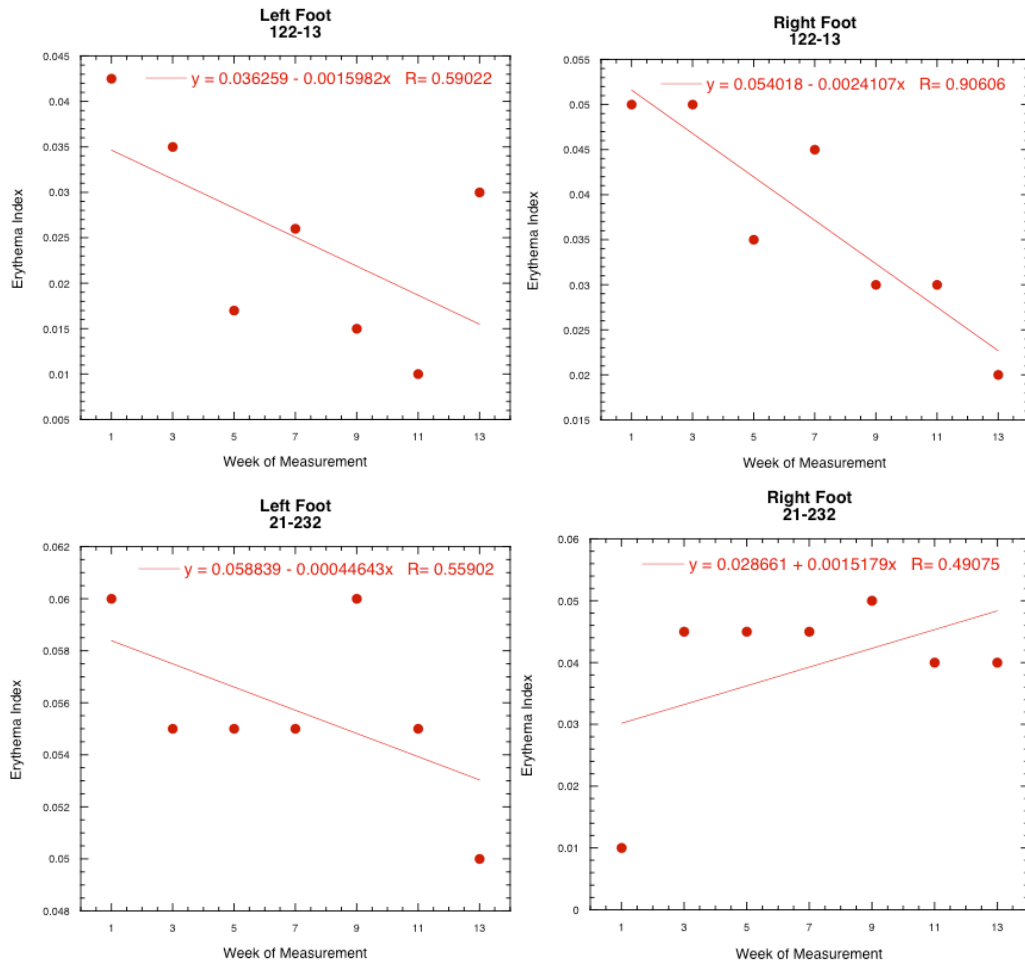 Left Foot
122-13
y = 0.036259 - 0.0015982x R= 0.59022
0.045
0.04
0.035
0.03
0.025
0.02
0.015
0.01
0.005
Erythema Index
1 3 5 7 9 11 13
Week of Measurement
Right Foot
122-13
y = 0.054018 - 0.0024107x R= 0.90606
0.055
0.05
0.045
0.04
0.035
0.03
0.025
0.02
0.015
Erythema Index
1 3 5 7 9 11 13
Week of Measurement
Left Foot
21-232
y = 0.058839 - 0.00044643x R= 0.55902
0.062
0.06
0.058
0.056
0.054
0.052
0.05
0.048
Erythema Index
1 3 5 7 9 11 13
Week of Measurement
Right Foot
21-232
y = 0.028661 + 0.0015179x R= 0.49075
0.06
0.05
0.04
0.03
0.02
0.01
0
Erythema Index
1 3 5 7 9 11 13
Week of Measurement